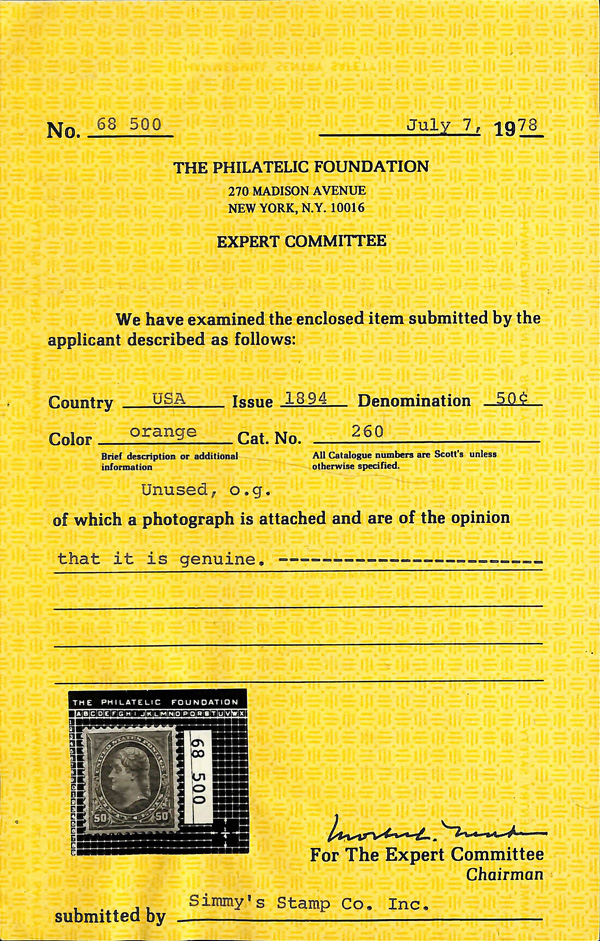 No. 68 500 July 7, 1978
THE PHILATELIC FOUNDATION
270 MADISON AVENUE
NEW YORK, N.Y. 10016
EXPERT COMMITTEE
We have examined the enclosed item submitted by the
applicant described as follows:
Country USA Issue 1894 Denomination 50¢
Color orange Cat. No. 260
Brief description or additional information
All Catalogue numbers are Scott's unless otherwise specified.
Unused, o.g.
of which a photograph is attached and are of the opinion
that it is genuine. ------------------------
THE PHILATELIC FOUNDATION
ABCDEFGHIJKLMNOPQRSTUVWX
68 500
50 50
For The Expert Committee
Chairman
submitted by Simmy's Stamp Co. Inc.